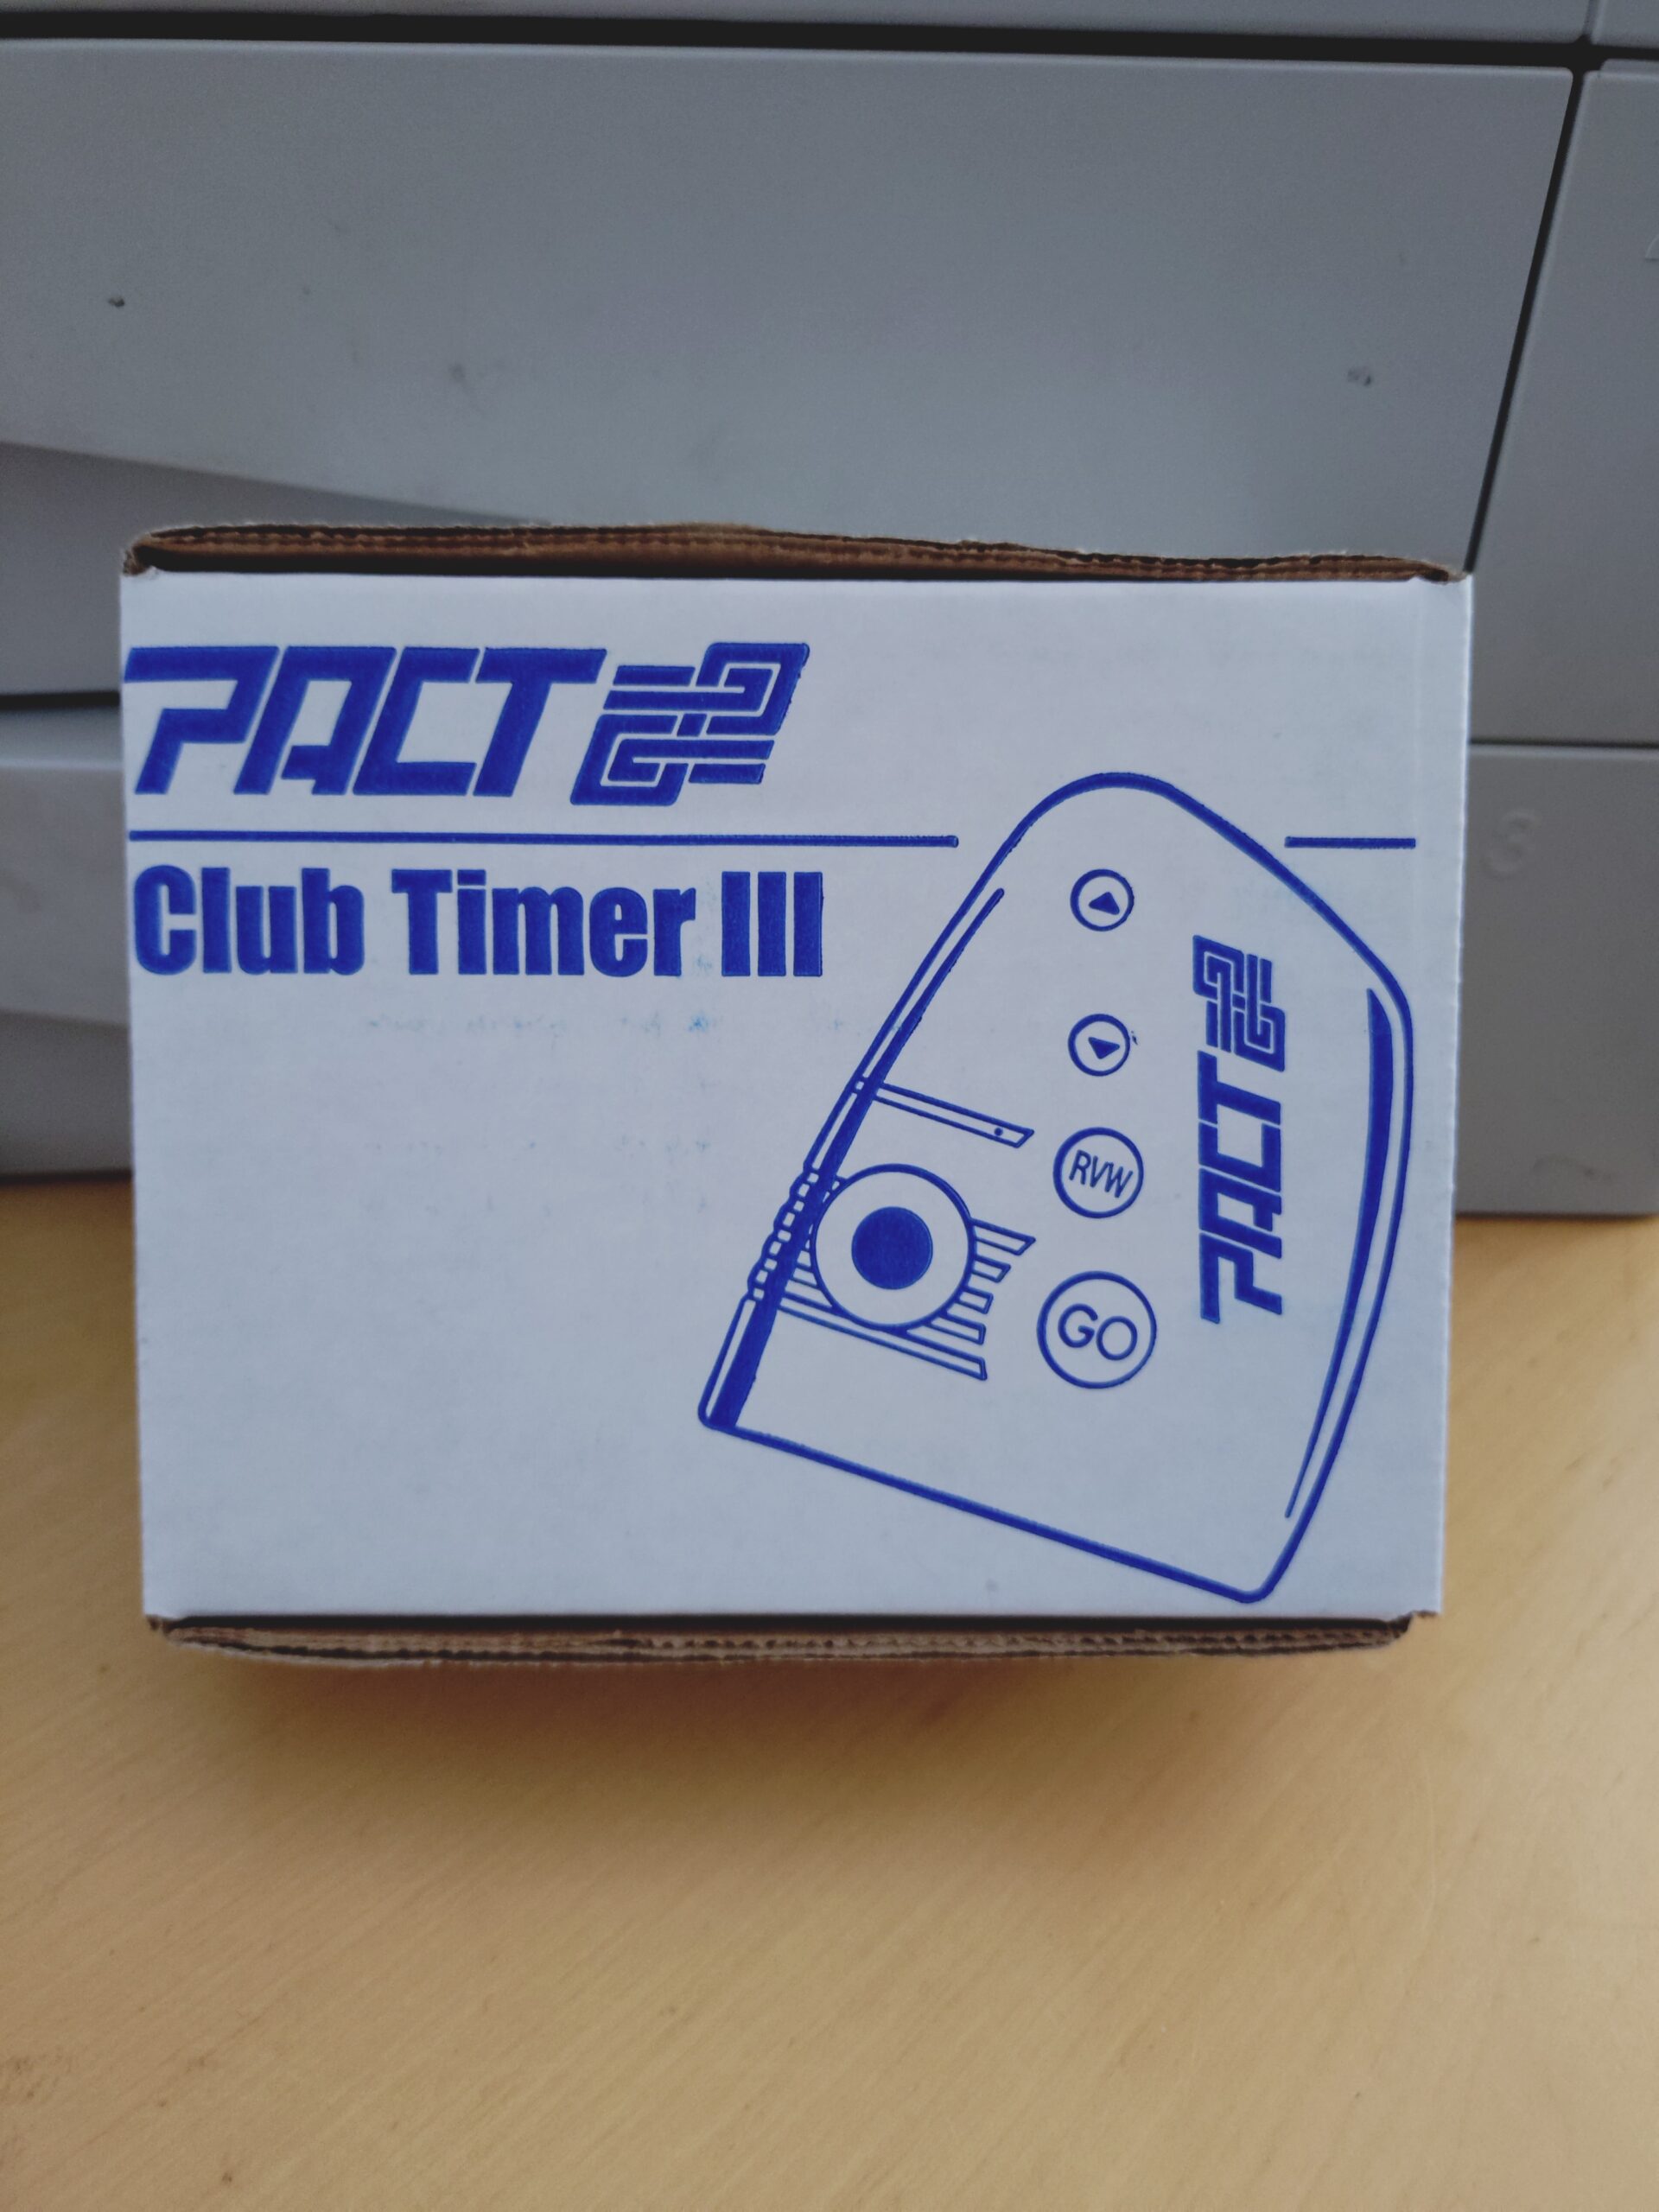 PACT
Club Timer III
RVW
GO
PACT